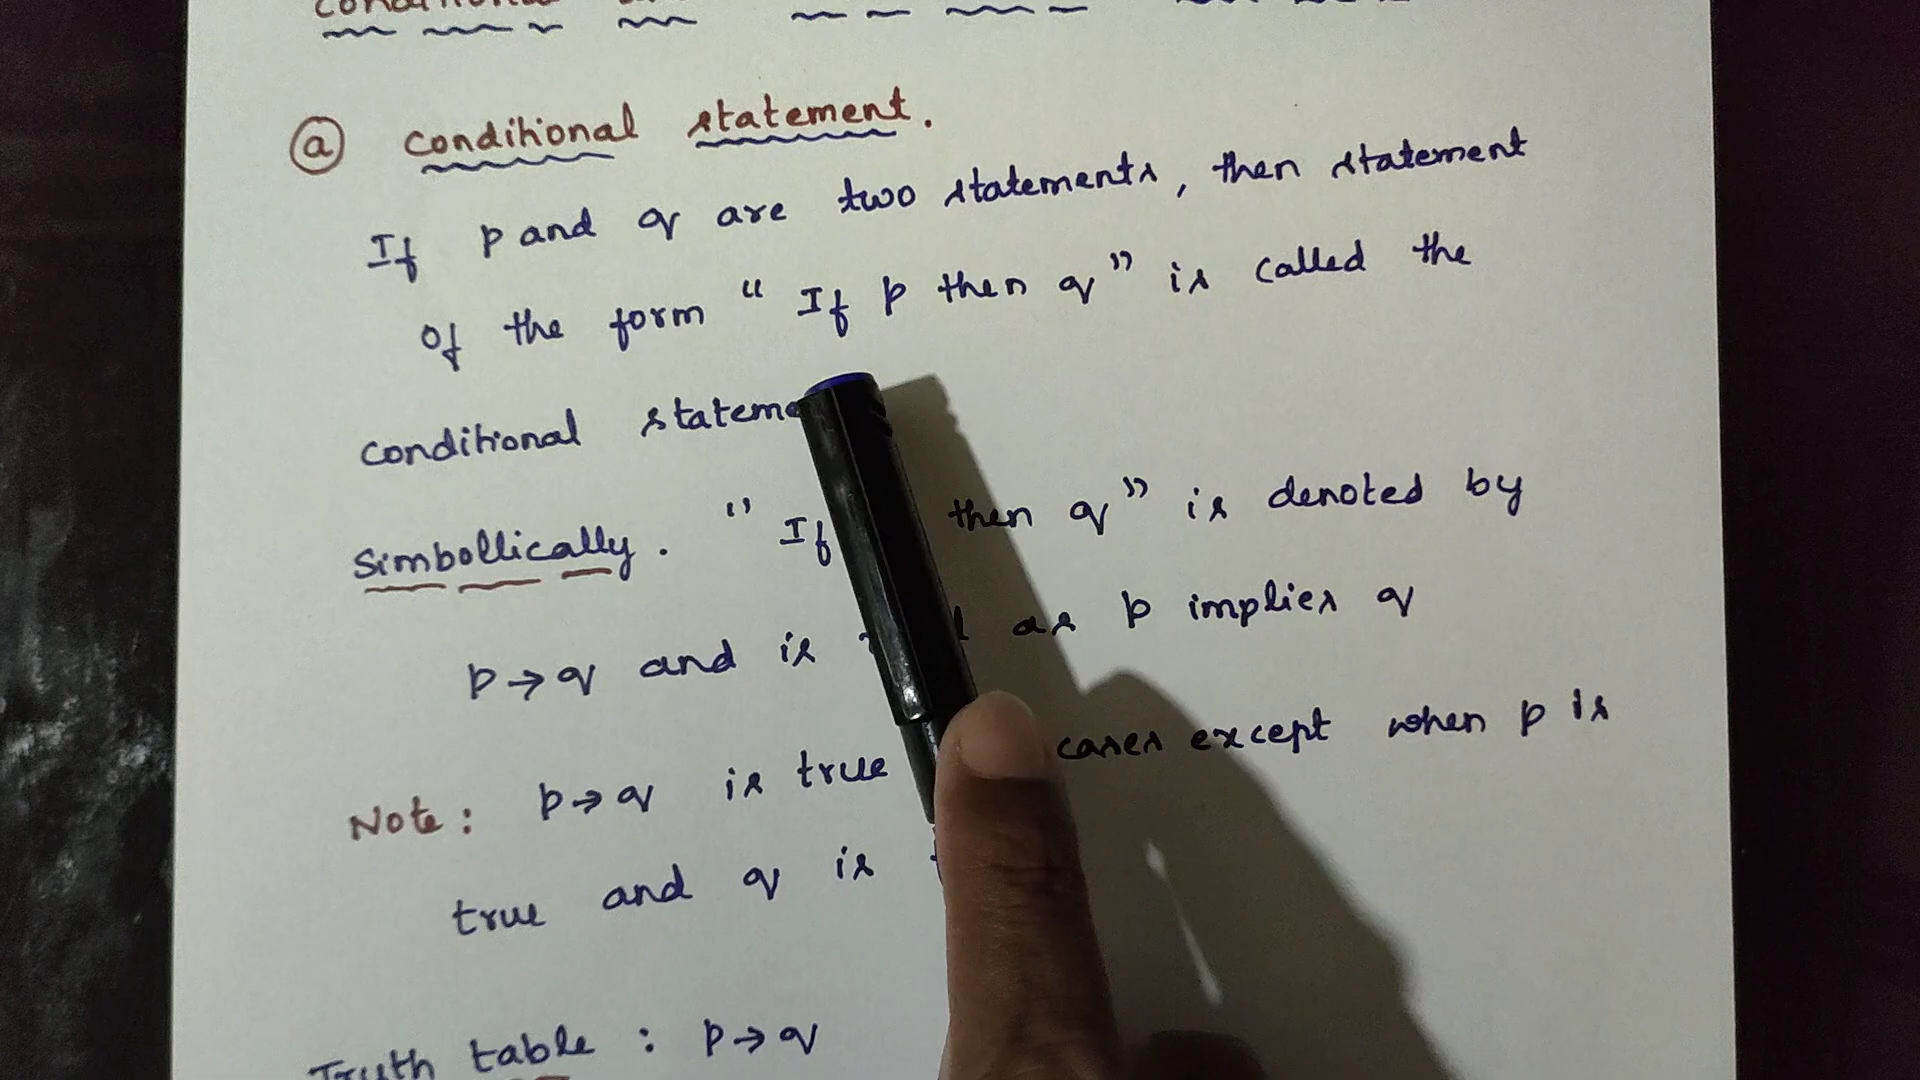 ⓐ conditional statement.
If p and q are two statements, then statement
Of the form “If p then q” is called the
conditional
simbollically. " If then q" is denoted by
p→q and is as p implies q
Note: p→q is true cases except when p is
true and q is
Truth table : p→q